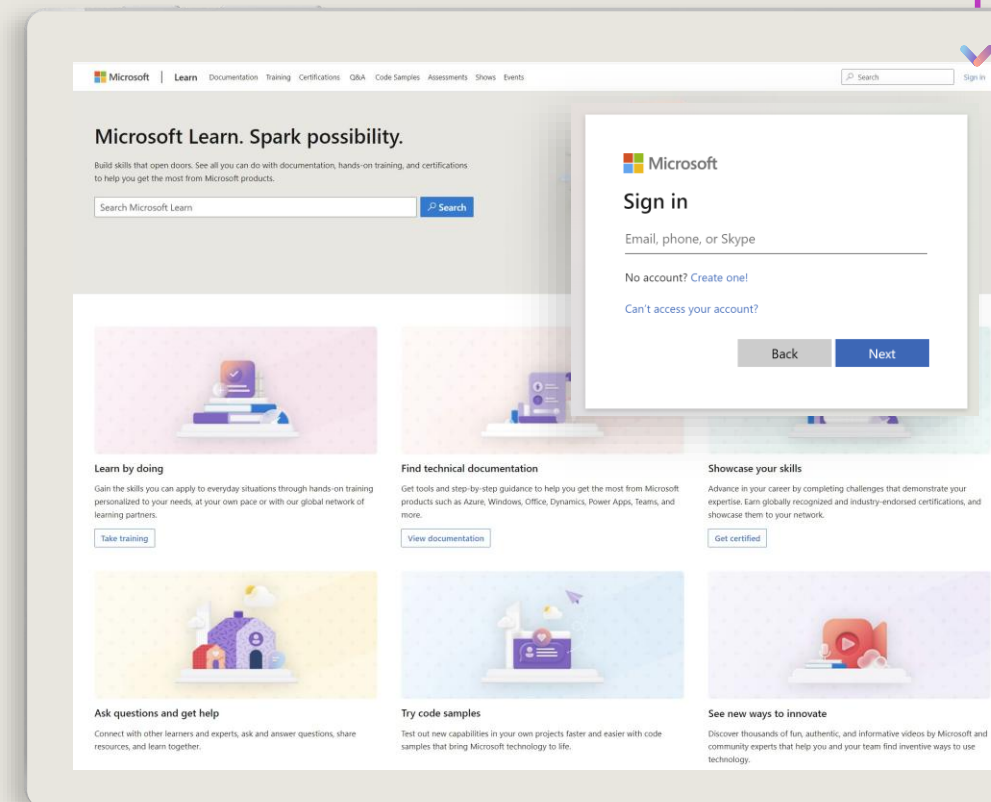 Microsoft | Learn Documentation Training Certifications Q&A Code Samples Assessments Shows Events Search Sign in
Microsoft Learn. Spark possibility.
Build skills that open doors. See all you can do with documentation, hands-on training, and certifications
to help you get the most from Microsoft products.
Search Microsoft Learn Search
Microsoft
Sign in
Email, phone, or Skype
No account? Create one!
Can't access your account?
Back Next
Learn by doing
Gain the skills you can apply to everyday situations through hands-on training
personalized to your needs, at your own pace or with our global network of
learning partners.
Take training
Find technical documentation
Get tools and step-by-step guidance to help you get the most from Microsoft
products such as Azure, Windows, Office, Dynamics, Power Apps, Teams, and
more.
View documentation
Showcase your skills
Advance in your career by completing challenges that demonstrate your
expertise. Earn globally recognized and industry-endorsed certifications, and
showcase them to your network.
Get certified
Ask questions and get help
Connect with other learners and experts, ask and answer questions, share
resources, and learn together.
Try code samples
Test out new capabilities in your own projects faster and easier with code
samples that bring Microsoft technology to life.
See new ways to innovate
Discover thousands of fun, authentic, and informative videos by Microsoft and
community experts that help you and your team find inventive ways to use
technology.